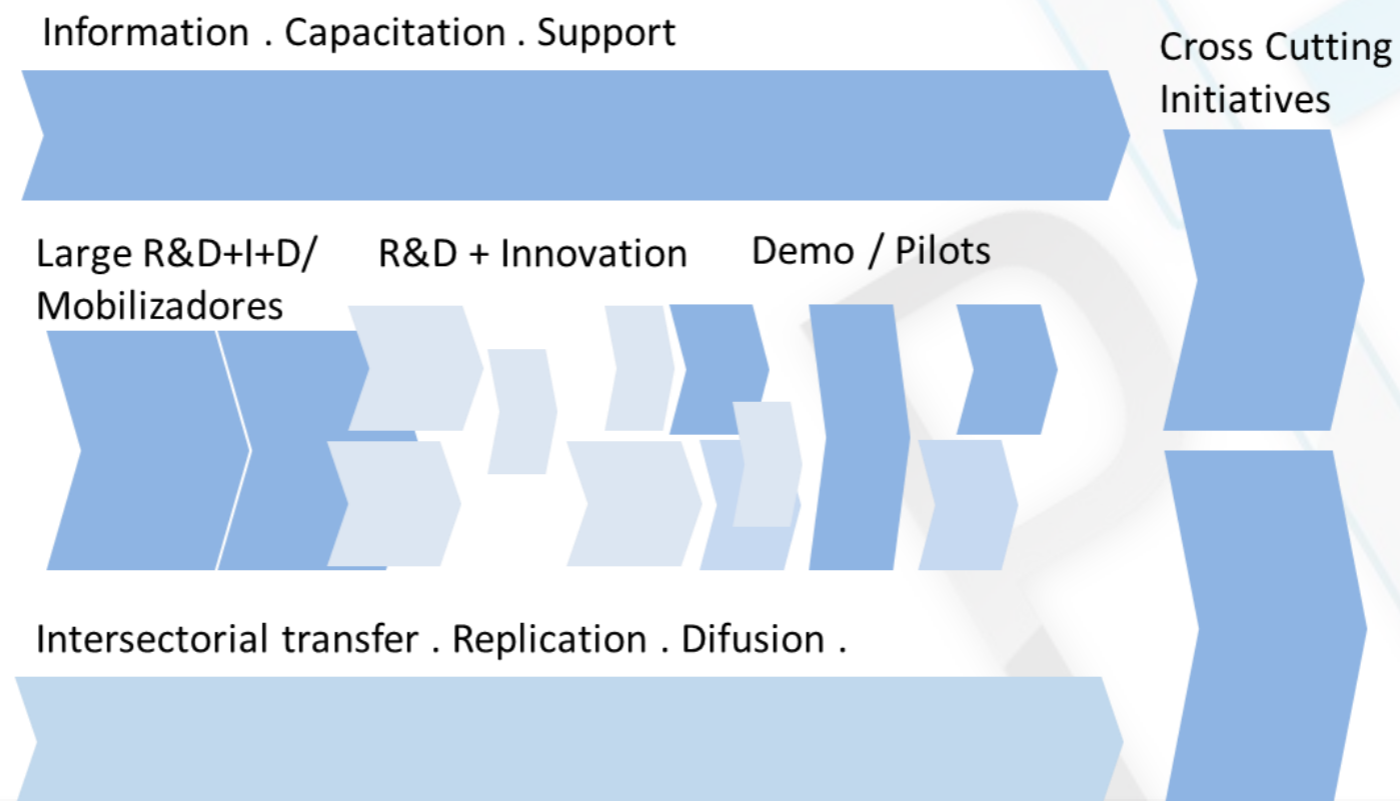 Information . Capacitation . Support
Cross Cutting
Initiatives
Large R&D+I+D/
Mobilizadores
R&D + Innovation
Demo / Pilots
Intersectorial transfer . Replication . Difusion .